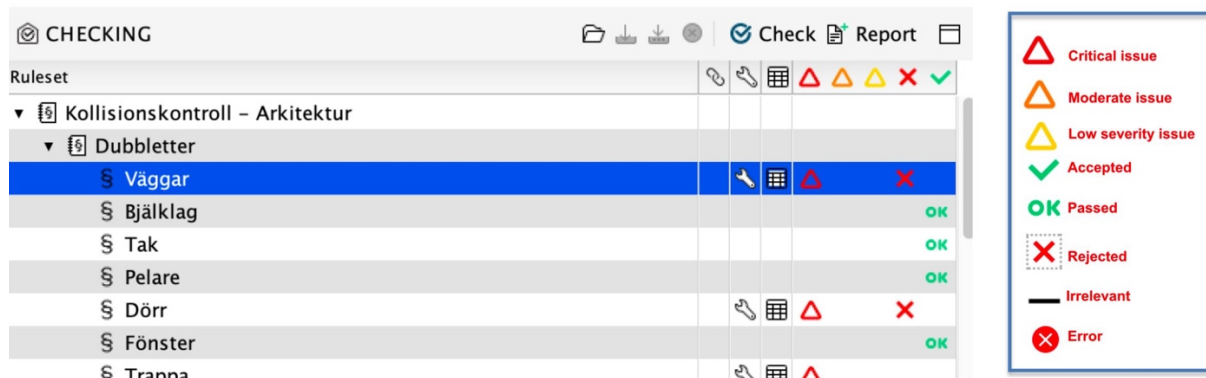 CHECKING
Check
Report
Ruleset
Kollisionskontroll – Arkitektur
Dubbletter
§ Väggar
§ Bjälklag OK
§ Tak OK
§ Pelare OK
§ Dörr
§ Fönster OK
§ Trappa
Critical issue
Moderate issue
Low severity issue
Accepted
OK Passed
Rejected
Irrelevant
Error